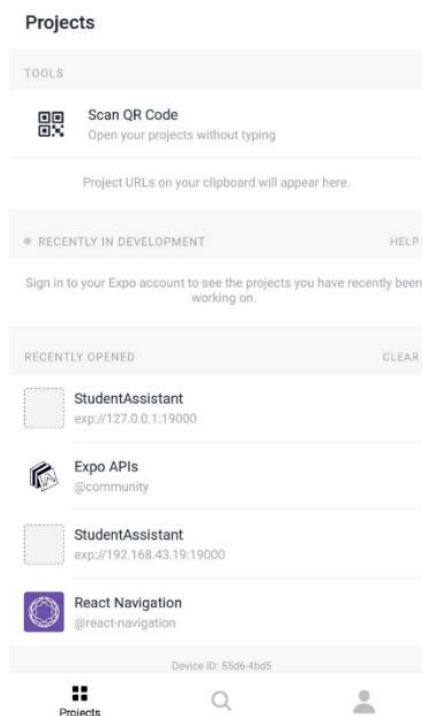 Projects
TOOLS
Scan QR Code
Open your projects without typing
Project URLs on your clipboard will appear here.
RECENTLY IN DEVELOPMENT HELP
Sign in to your Expo account to see the projects you have recently been
working on.
RECENTLY OPENED CLEAR
StudentAssistant
exp://127.0.0.1:19000
Expo APIs
@community
StudentAssistant
exp://192.168.43.19:19000
React Navigation
@react-navigation
Device ID: 55d6-4bd5
Projects